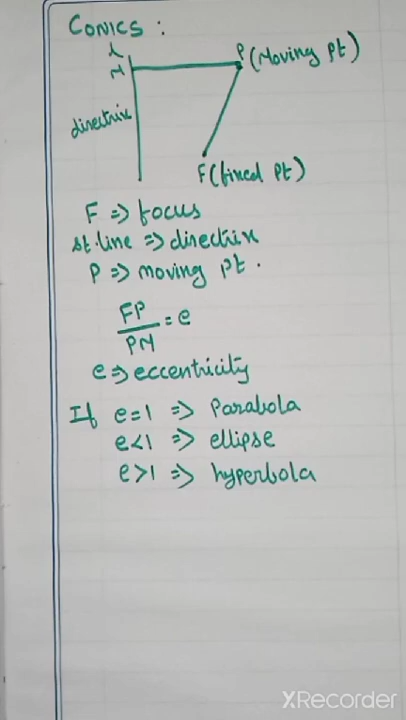 CONICS :
l
M
P (Moving Pt)
directrix
F (fixed Pt)
F => focus
st.line => directrix
P => moving Pt.
FP
PM
= e
e => eccentricity
If e=1 => Parabola
e<1 => ellipse
e>1 => hyperbola
XRecorder